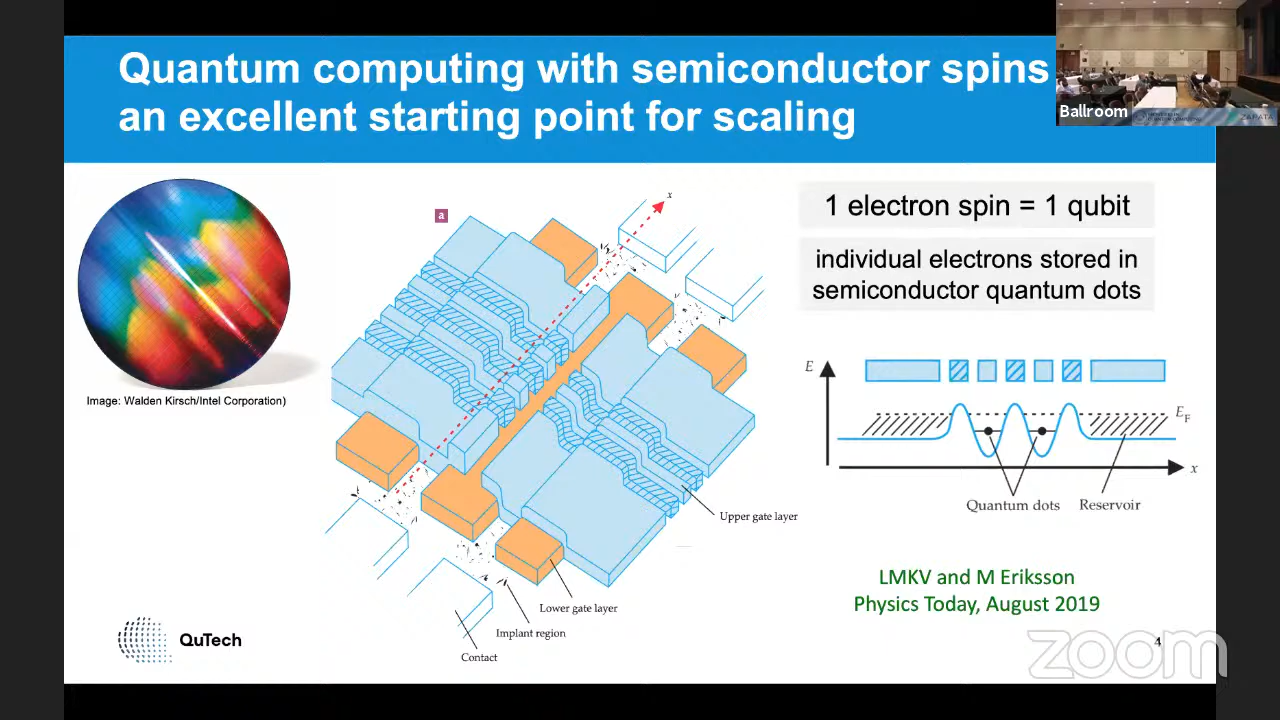 Quantum computing with semiconductor spins
an excellent starting point for scaling
Ballroom
ZAPATA
Image: Walden Kirsch/Intel Corporation)
a
x
Upper gate layer
Lower gate layer
Implant region
Contact
1 electron spin = 1 qubit
individual electrons stored in
semiconductor quantum dots
E
E_F
x
Quantum dots
Reservoir
LMKV and M Eriksson
Physics Today, August 2019
QuTech
4
zoom